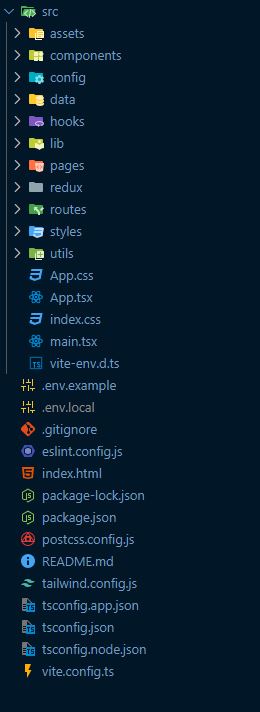 src
assets
components
config
data
hooks
lib
pages
redux
routes
styles
utils
App.css
App.tsx
index.css
main.tsx
vite-env.d.ts
.env.example
.env.local
.gitignore
eslint.config.js
index.html
package-lock.json
package.json
postcss.config.js
README.md
tailwind.config.js
tsconfig.app.json
tsconfig.json
tsconfig.node.json
vite.config.ts